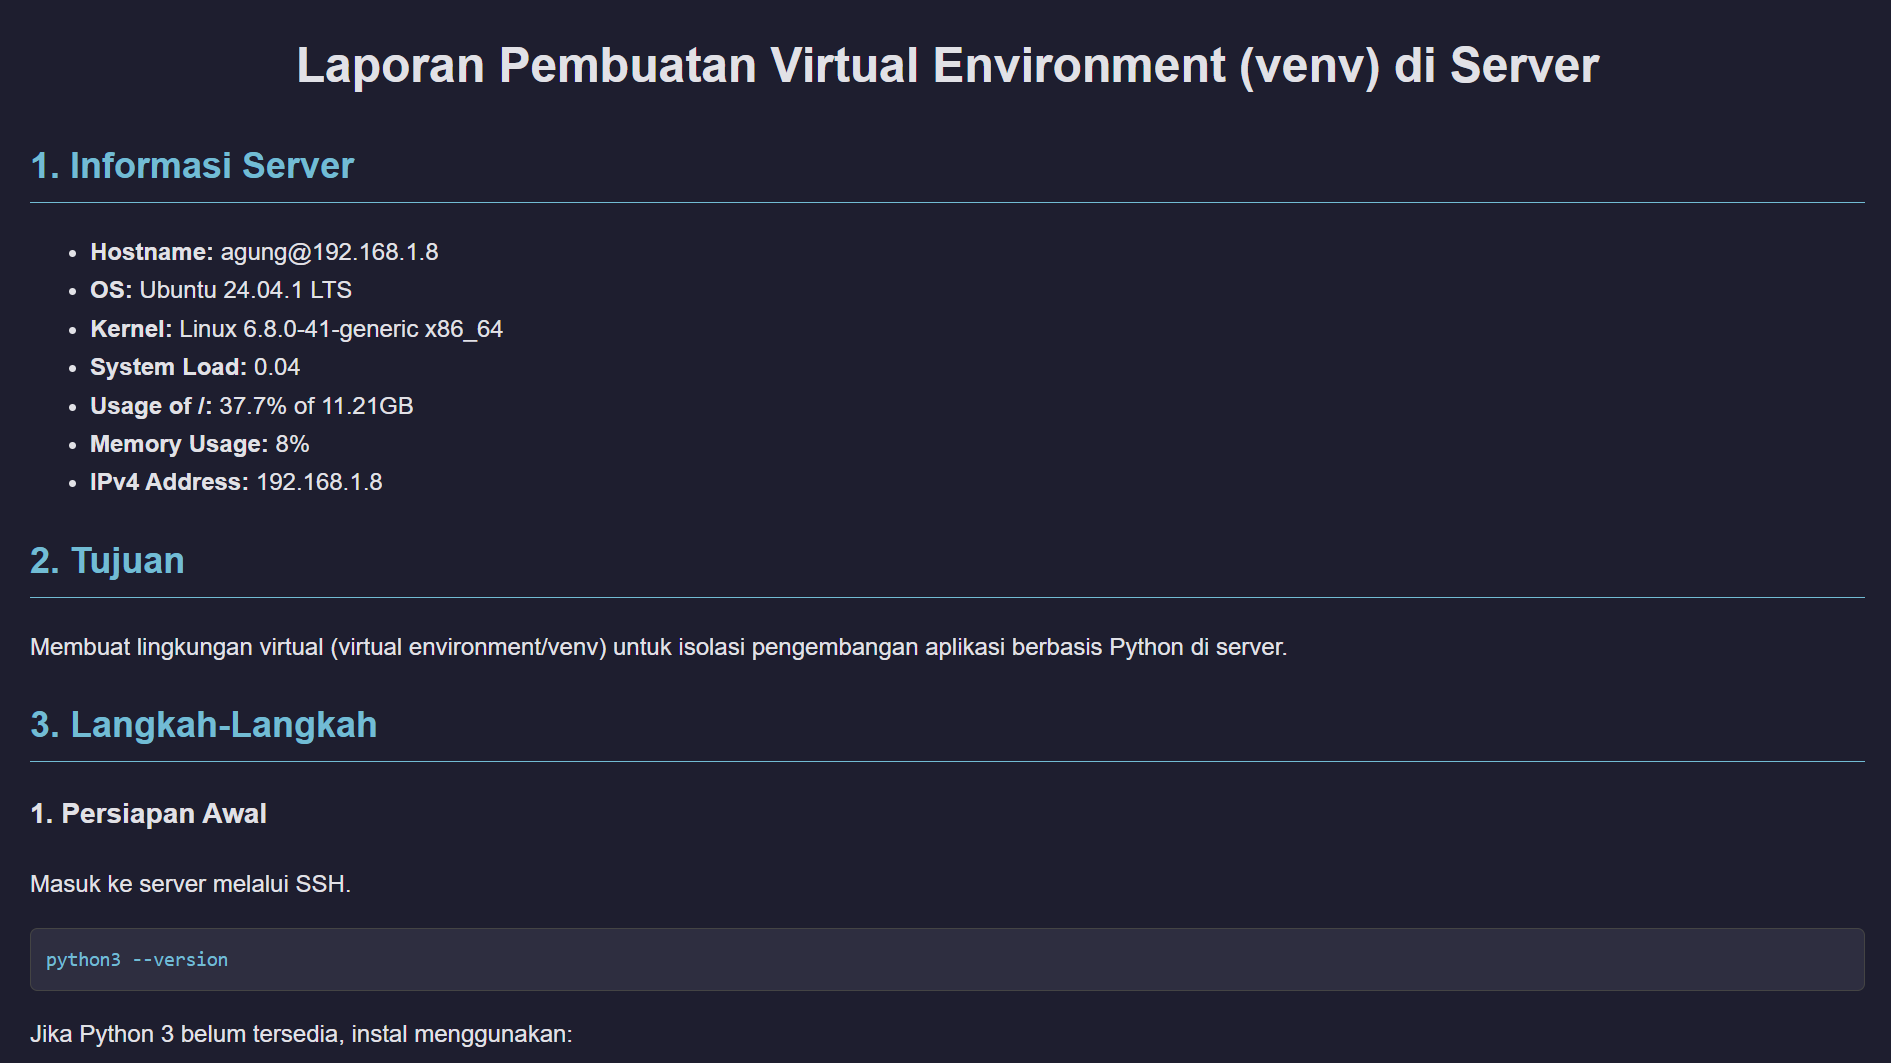 Laporan Pembuatan Virtual Environment (venv) di Server
1. Informasi Server
• Hostname: agung@192.168.1.8
• OS: Ubuntu 24.04.1 LTS
• Kernel: Linux 6.8.0-41-generic x86_64
• System Load: 0.04
• Usage of /: 37.7% of 11.21GB
• Memory Usage: 8%
• IPv4 Address: 192.168.1.8
2. Tujuan
Membuat lingkungan virtual (virtual environment/venv) untuk isolasi pengembangan aplikasi berbasis Python di server.
3. Langkah-Langkah
1. Persiapan Awal
Masuk ke server melalui SSH.
python3 --version
Jika Python 3 belum tersedia, instal menggunakan: